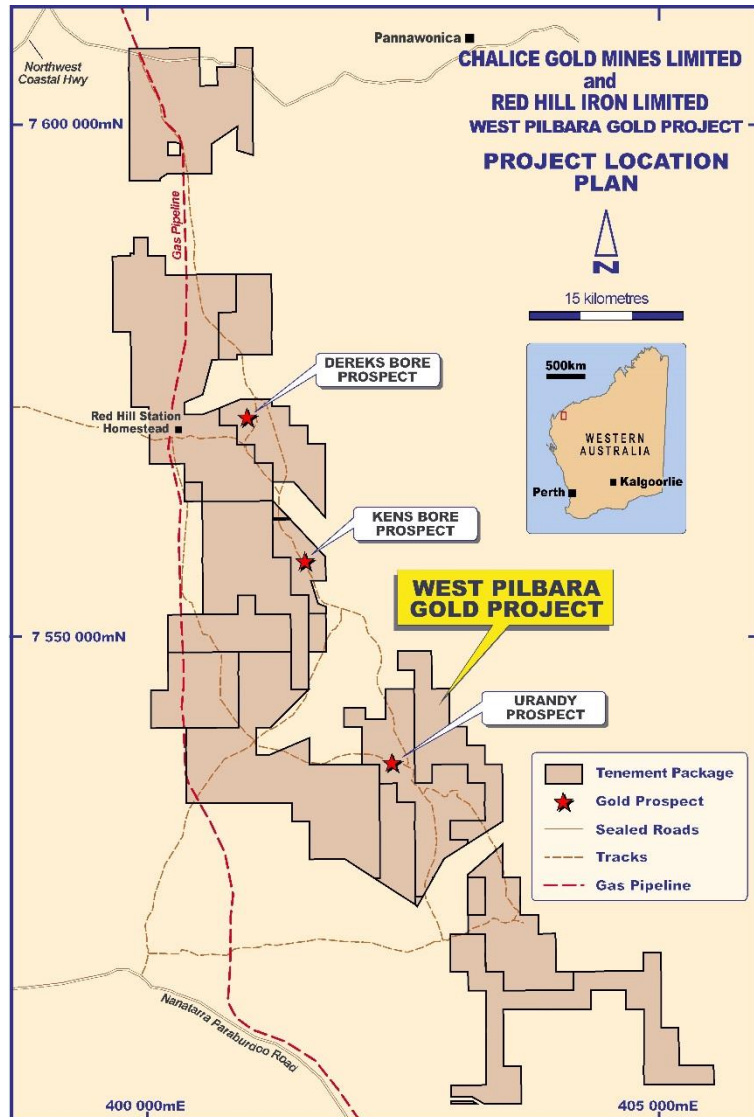 Pannawonica
Northwest
Coastal Hwy
CHALICE GOLD MINES LIMITED
and
RED HILL IRON LIMITED
WEST PILBARA GOLD PROJECT
PROJECT LOCATION
PLAN
7 600 000mN
Gas Pipeline
N
15 kilometres
DEREKS BORE
PROSPECT
500km
WESTERN
AUSTRALIA
Perth
Kalgoorlie
Red Hill Station
Homestead
KENS BORE
PROSPECT
WEST PILBARA
GOLD PROJECT
7 550 000mN
URANDY
PROSPECT
Tenement Package
Gold Prospect
Sealed Roads
Tracks
Gas Pipeline
Nanatarra Paraburdoo Road
400 000mE
405 000mE